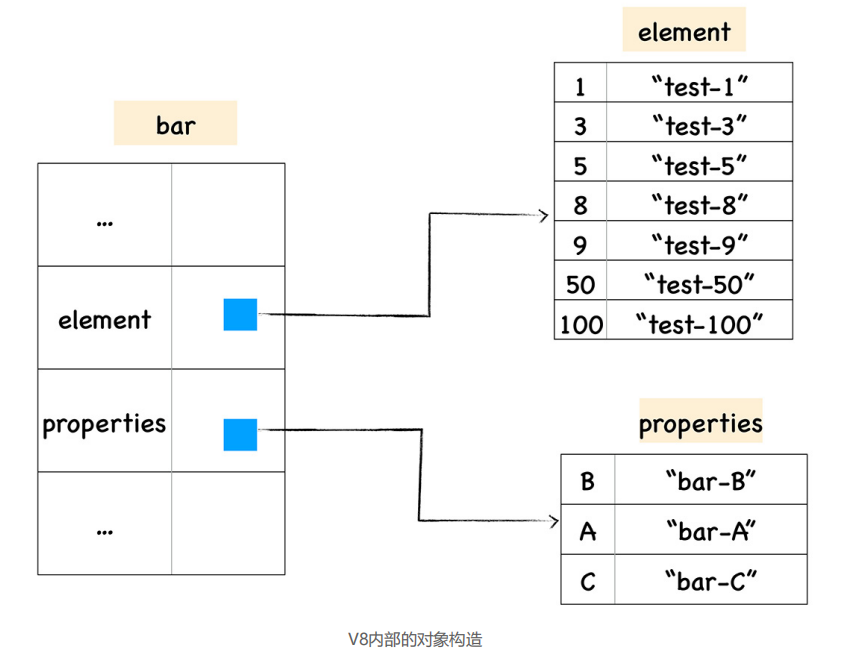 bar
...
element
properties
...
element
1 “test-1”
3 “test-3”
5 “test-5”
8 “test-8”
9 “test-9”
50 “test-50”
100 “test-100”
properties
B “bar-B”
A “bar-A”
C “bar-C”
V8内部的对象构造